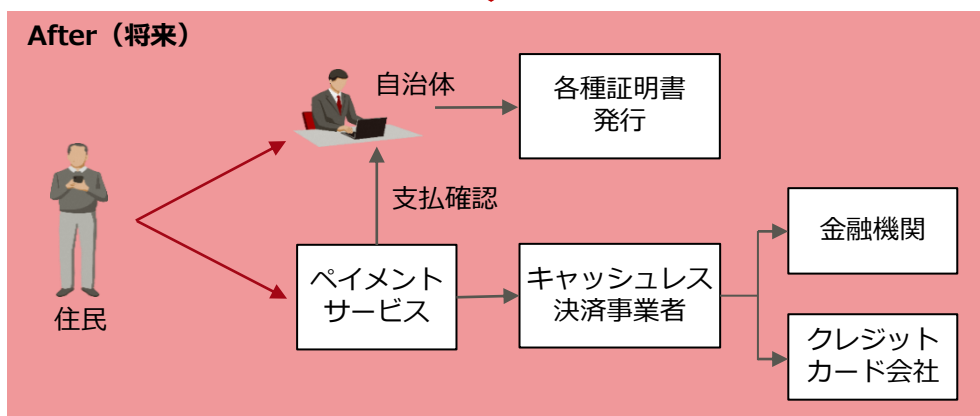 After（将来）
自治体
各種証明書
発行
支払確認
住民
ペイメント
サービス
キャッシュレス
決済事業者
金融機関
クレジット
カード会社